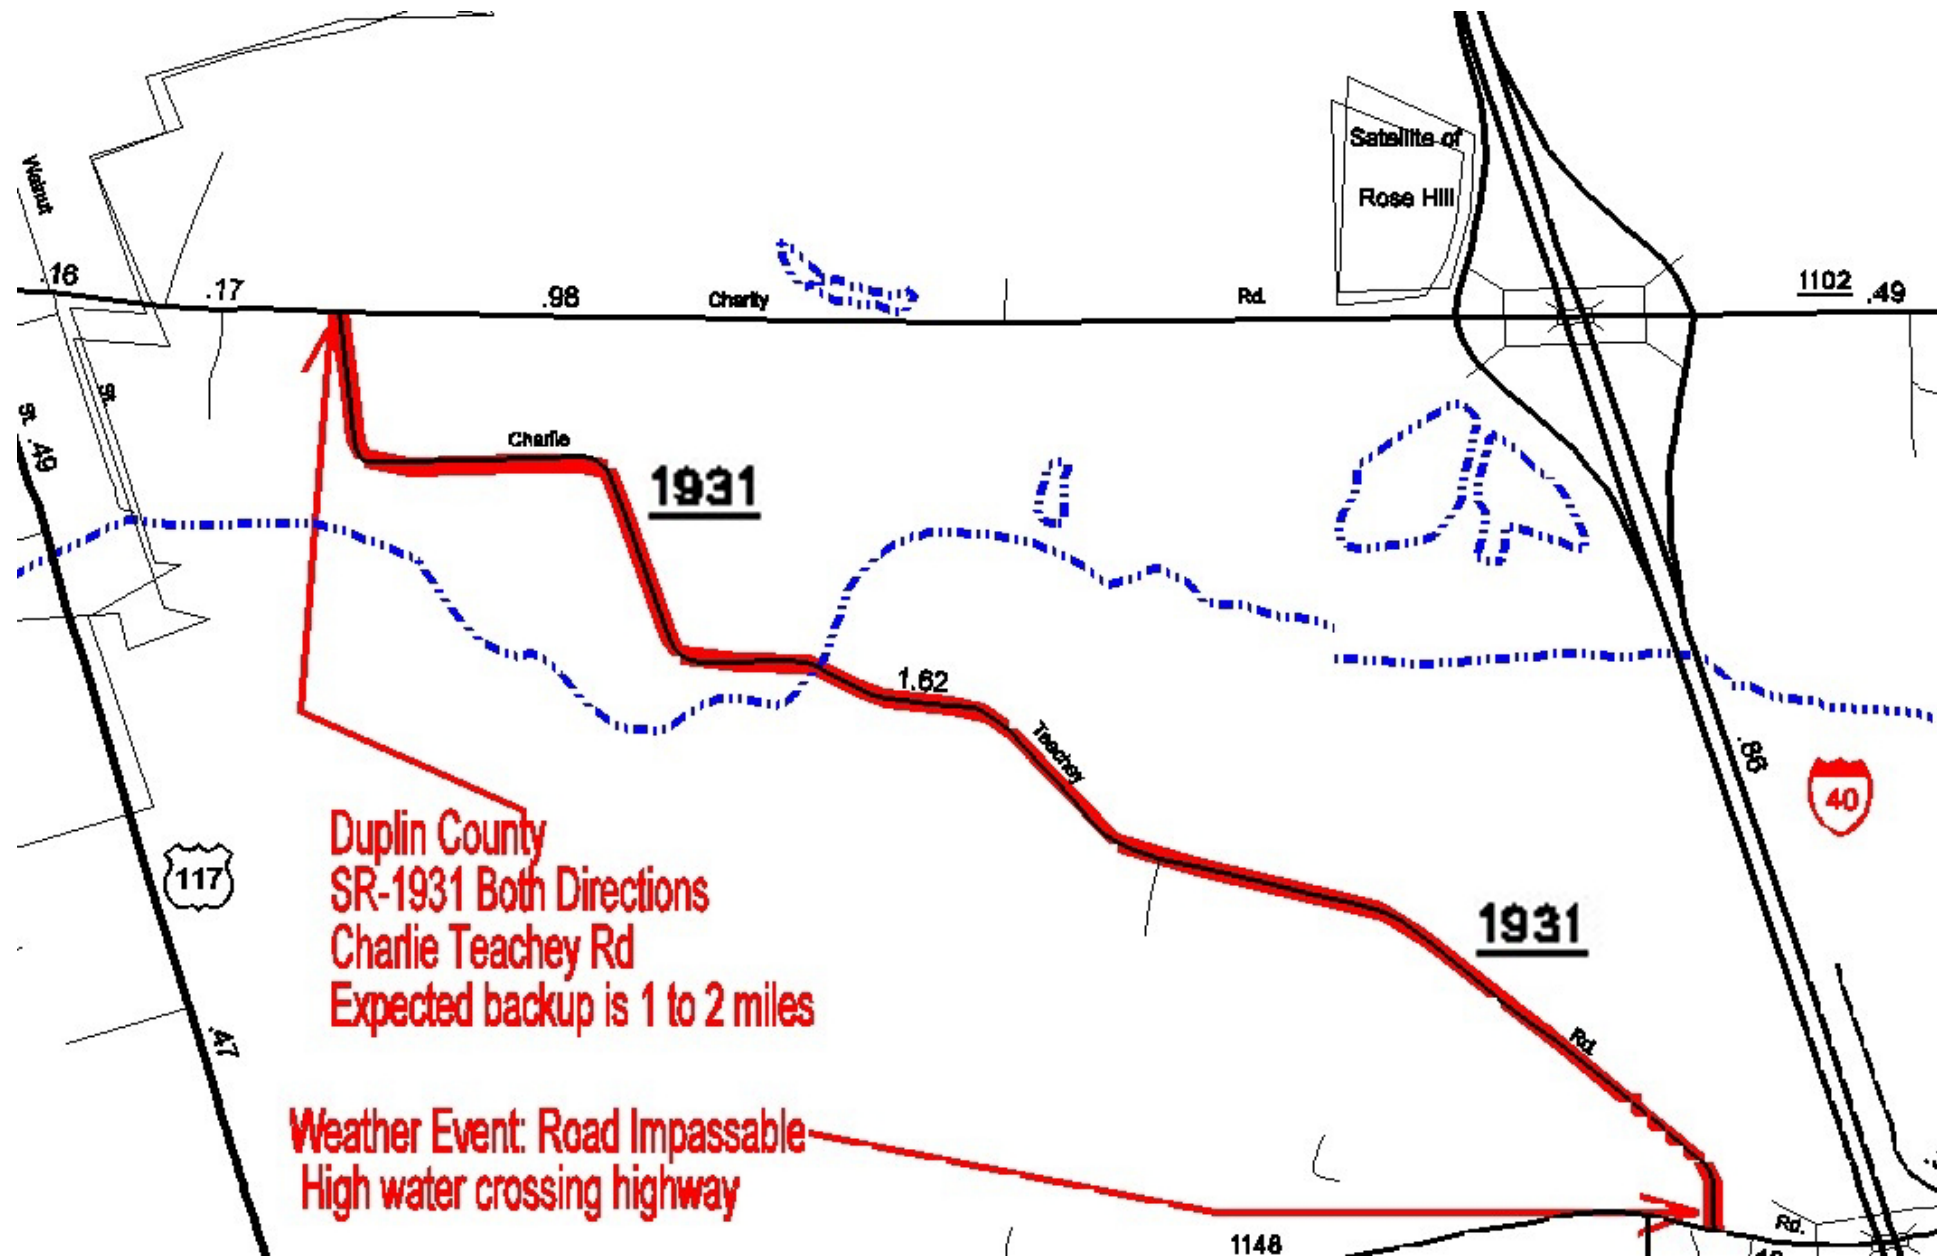 Walnut
Satellite of
Rose Hill
.16
.17
.98
Charity
Rd.
1102
.49
St.
St.
.49
Charlie
1931
1.62
Teachey
.86
40
Duplin County
SR-1931 Both Directions
Charlie Teachey Rd
Expected backup is 1 to 2 miles
117
1931
.47
Rd.
Weather Event: Road Impassable
High water crossing highway
Rd.
1148